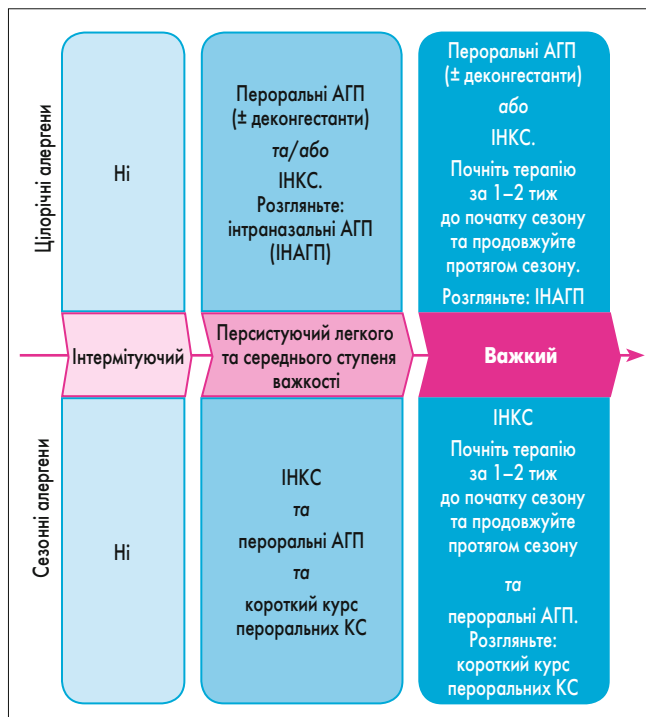 Цілорічні алергени
Ні
Пероральні АГП
(± деконгестанти)
та/або
ІНКС.
Розгляньте:
інтраназальні АГП
(ІНАГП)
Пероральні АГП
(± деконгестанти)
або
ІНКС.
Почніть терапію
за 1–2 тиж
до початку сезону
та продовжуйте
протягом сезону.
Розгляньте: ІНАГП
Інтермітуючий
Персистуючий легкого
та середнього ступеня
важкості
Важкий
Сезонні алергени
Ні
ІНКС
та
пероральні АГП
та
короткий курс
пероральних КС
ІНКС
Почніть терапію
за 1–2 тиж
до початку сезону
та продовжуйте
протягом сезону
та
пероральні АГП.
Розгляньте:
короткий курс
пероральних КС